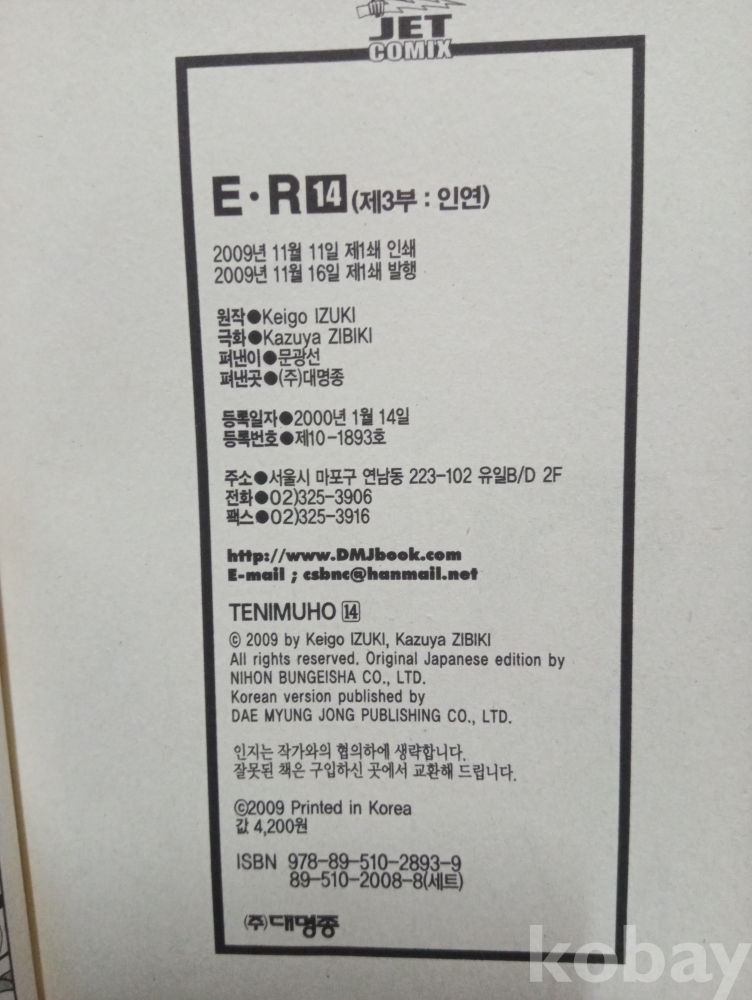 JET
COMIX
E·R 14 (제3부 : 인연)
2009년 11월 11일 제1쇄 인쇄
2009년 11월 16일 제1쇄 발행
원작●Keigo IZUKI
극화●Kazuya ZIBIKI
펴낸이●문광선
펴낸곳●(주)대명종
등록일자●2000년 1월 14일
등록번호●제10-1893호
주소●서울시 마포구 연남동 223-102 유일B/D 2F
전화●02)325-3906
팩스●02)325-3916
http://www.DMJbook.com
E-mail ; csbnc@hanmail.net
TENIMUHO 14
© 2009 by Keigo IZUKI, Kazuya ZIBIKI
All rights reserved. Original Japanese edition by
NIHON BUNGEISHA CO., LTD.
Korean version published by
DAE MYUNG JONG PUBLISHING CO., LTD.
인지는 작가와의 협의하에 생략합니다.
잘못된 책은 구입하신 곳에서 교환해 드립니다.
©2009 Printed in Korea
값 4,200원
ISBN 978-89-510-2893-9
89-510-2008-8(세트)
(주)대명종
kobay